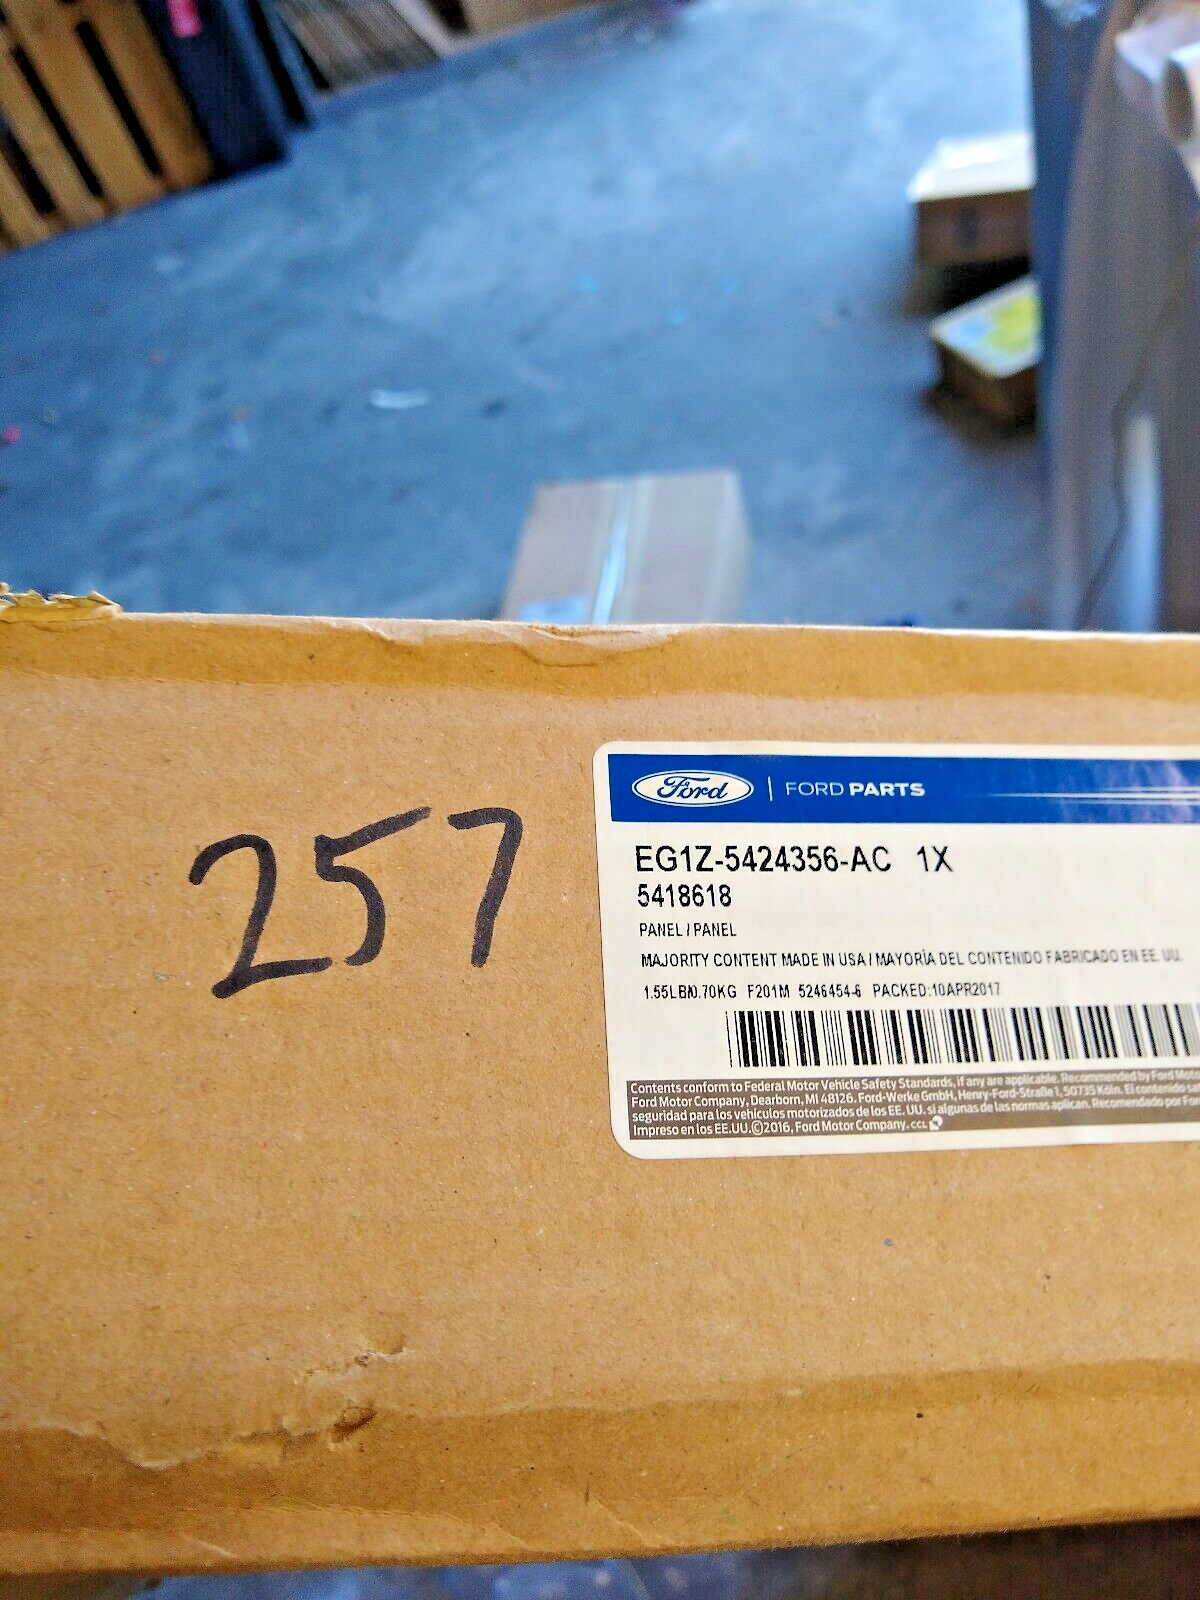 257
Ford | FORD PARTS
EG1Z-5424356-AC 1X
5418618
PANEL / PANEL
MAJORITY CONTENT MADE IN USA / MAYORÍA DEL CONTENIDO FABRICADO EN EE. UU.
1.55LB/0.70KG F201M 5246454-6 PACKED:10APR2017
Contents conform to Federal Motor Vehicle Safety Standards, if any are applicable. Recommended by Ford
Ford Motor Company, Dearborn, MI 48126. Ford-Werke GmbH, Henry-Ford-Straße 1, 50735 Köln. El contenido
seguridad para los vehículos motorizados de los EE. UU. si algunas de las normas aplican. Recomendado por
Impreso en los EE.UU. ©2016, Ford Motor Company. CCL